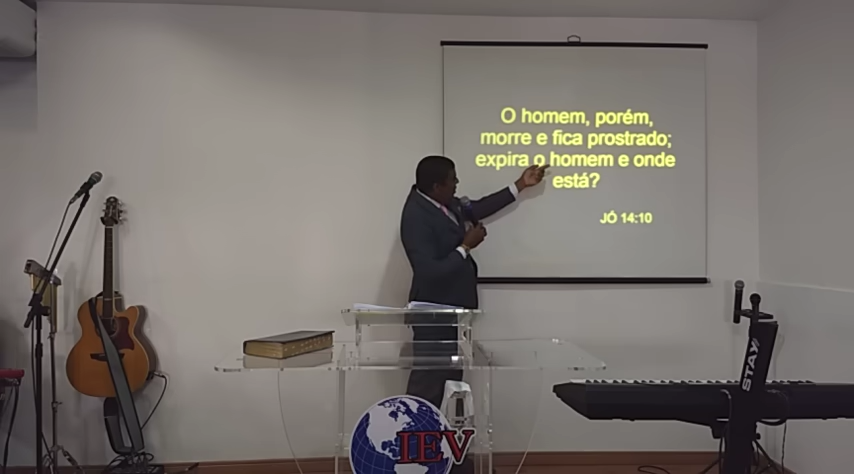 O homem, porém,
morre e fica prostrado;
expira o homem e onde
está?
JÓ 14:10
STAY
IEV